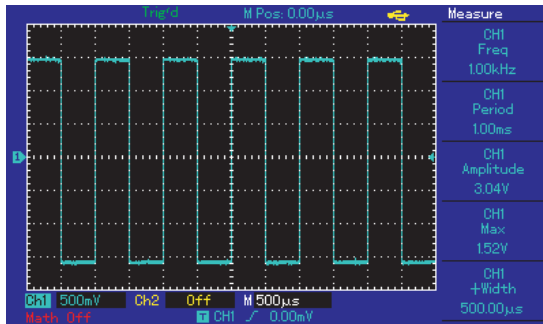 Trig'd M Pos: 0.00μs Measure
CH1
Freq
1.00kHz
CH1
Period
1.00ms
1
CH1
Amplitude
3.04V
CH1
Max
1.52V
CH1
+Width
500.00μs
Ch1 500mV Ch2 Off M 500μs
Math Off T CH1 0.00mV